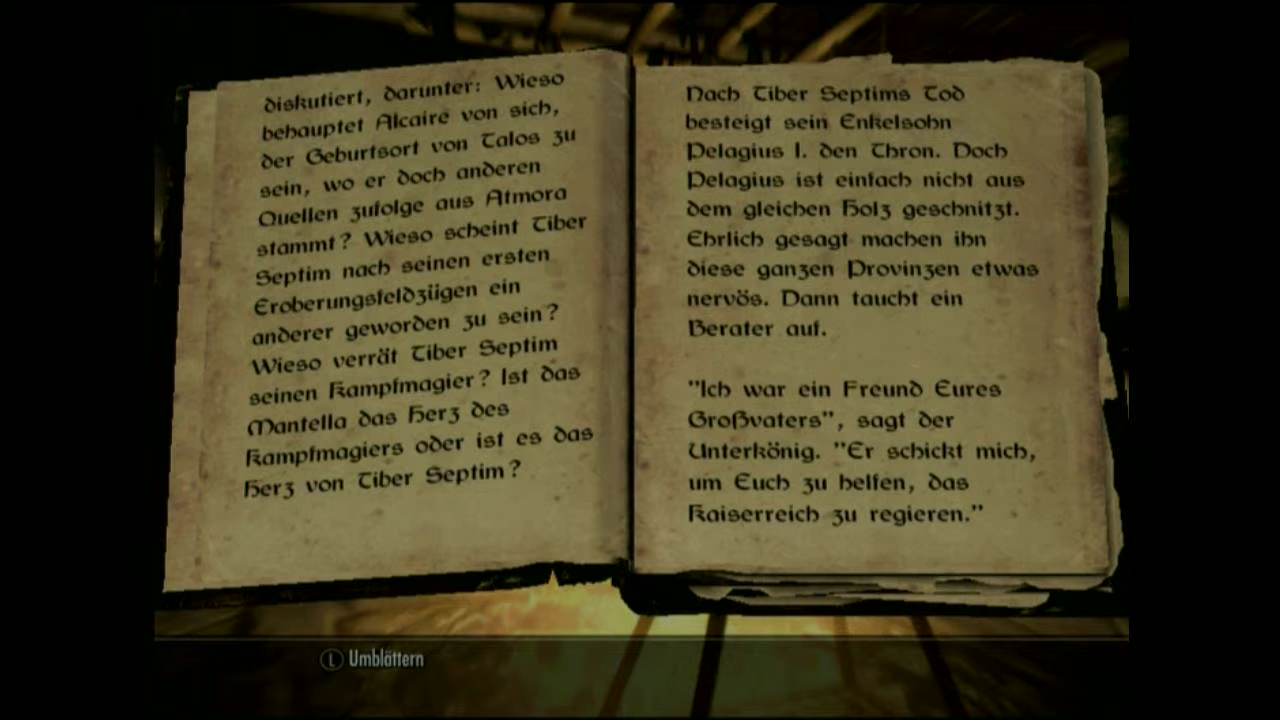 diskutiert, darunter: Wieso
behauptet Alcaire von sich,
der Geburtsort von Talos zu
sein, wo er doch anderen
Quellen zufolge aus Atmora
stammt? Wieso scheint Tiber
Septim nach seinen ersten
Eroberungsfeldzügen ein
anderer geworden zu sein?
Wieso verrät Tiber Septim
seinen Kampfmagier? Ist das
Mantella das Herz des
Kampfmagiers oder ist es das
Herz von Tiber Septim?
Nach Tiber Septims Tod
besteigt sein Enkelsohn
Pelagius I. den Thron. Doch
Pelagius ist einfach nicht aus
dem gleichen Holz geschnitzt.
Ehrlich gesagt machen ihn
diese ganzen Provinzen etwas
nervös. Dann taucht ein
Berater auf.
"Ich war ein Freund Eures
Großvaters", sagt der
Unterkönig. "Er schickt mich,
um Euch zu helfen, das
Kaiserreich zu regieren."
L Umblättern